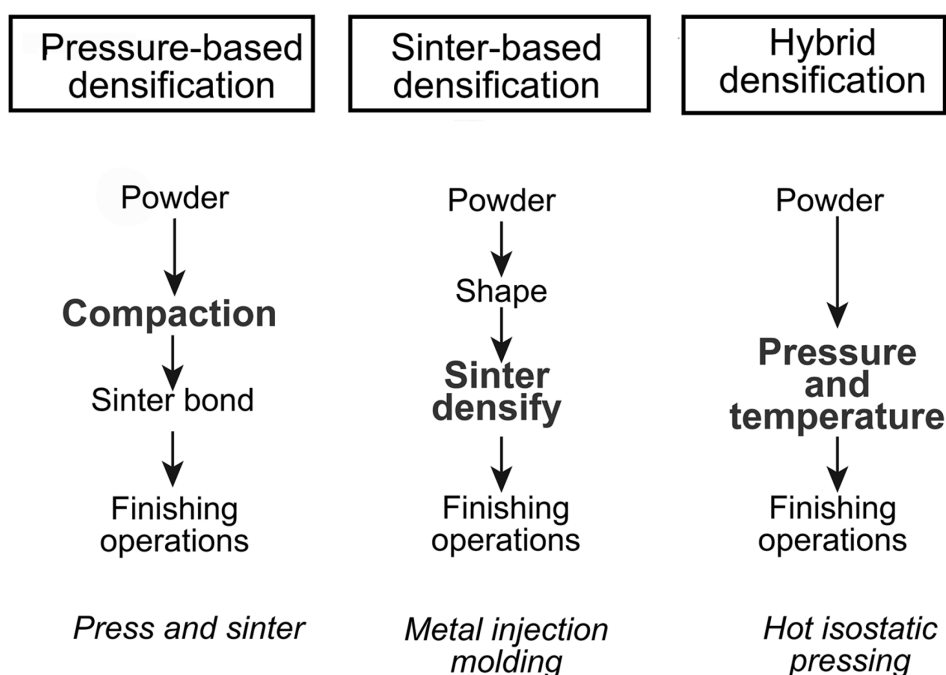 Pressure-based
densification
Powder
Compaction
Sinter bond
Finishing
operations
Press and sinter
Sinter-based
densification
Powder
Shape
Sinter
densify
Finishing
operations
Metal injection
molding
Hybrid
densification
Powder
Pressure
and
temperature
Finishing
operations
Hot isostatic
pressing